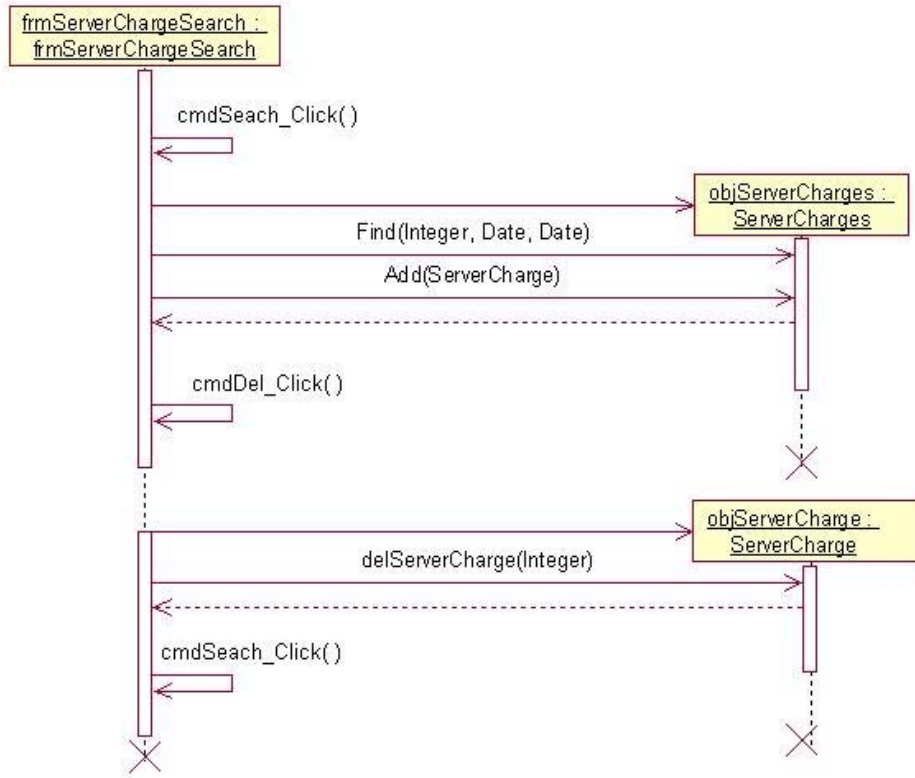 frmServerChargeSearch :
frmServerChargeSearch
cmdSeach_Click()
objServerCharges :
ServerCharges
Find(Integer, Date, Date)
Add(ServerCharge)
cmdDel_Click()
objServerCharge :
ServerCharge
delServerCharge(Integer)
cmdSeach_Click()